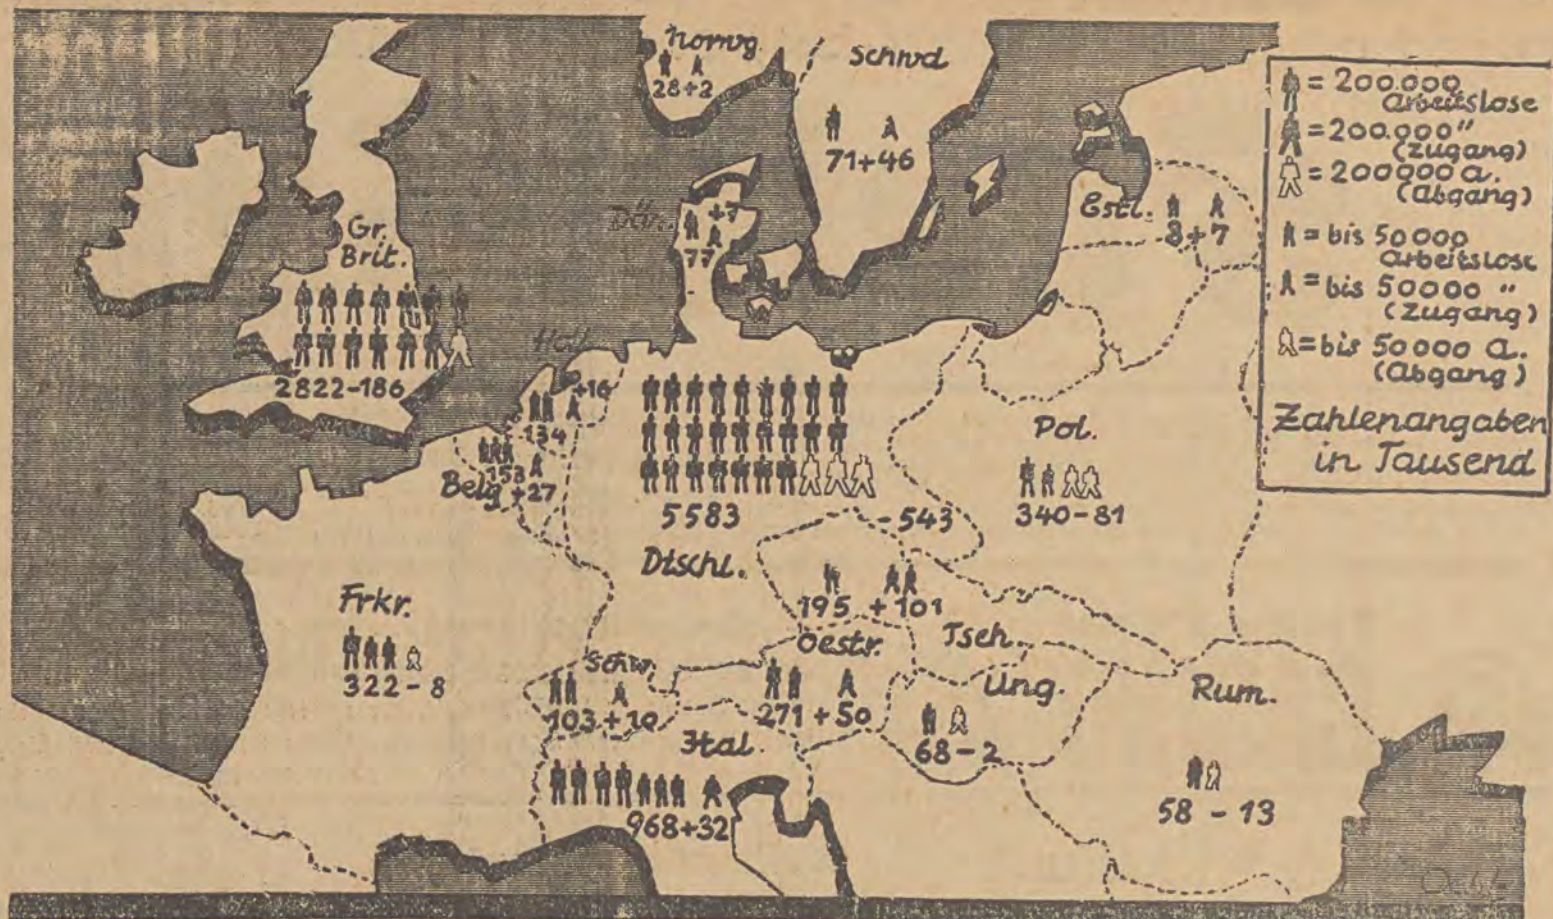 Norwg.
28+2
Schwd
71+46
Dän.
+7
77
Estl.
8+7
Gr.
Brit.
2822-186
Holl.
+16
134
153
Belg +27
5583 -543
Dtschl.
Pol.
340-81
Frkr.
322-8
195 +101
Tsch.
Oestr.
271+50
Schw.
103+10
Ung.
68-2
Rum.
58-13
Ital.
968+32
= 200.000
Arbeitslose
= 200.000 "
(Zugang)
= 200000 a.
(Abgang)
= bis 50000
Arbeitslose
= bis 50000 "
(Zugang)
= bis 50000 a.
(Abgang)
Zahlenangaben
in Tausend